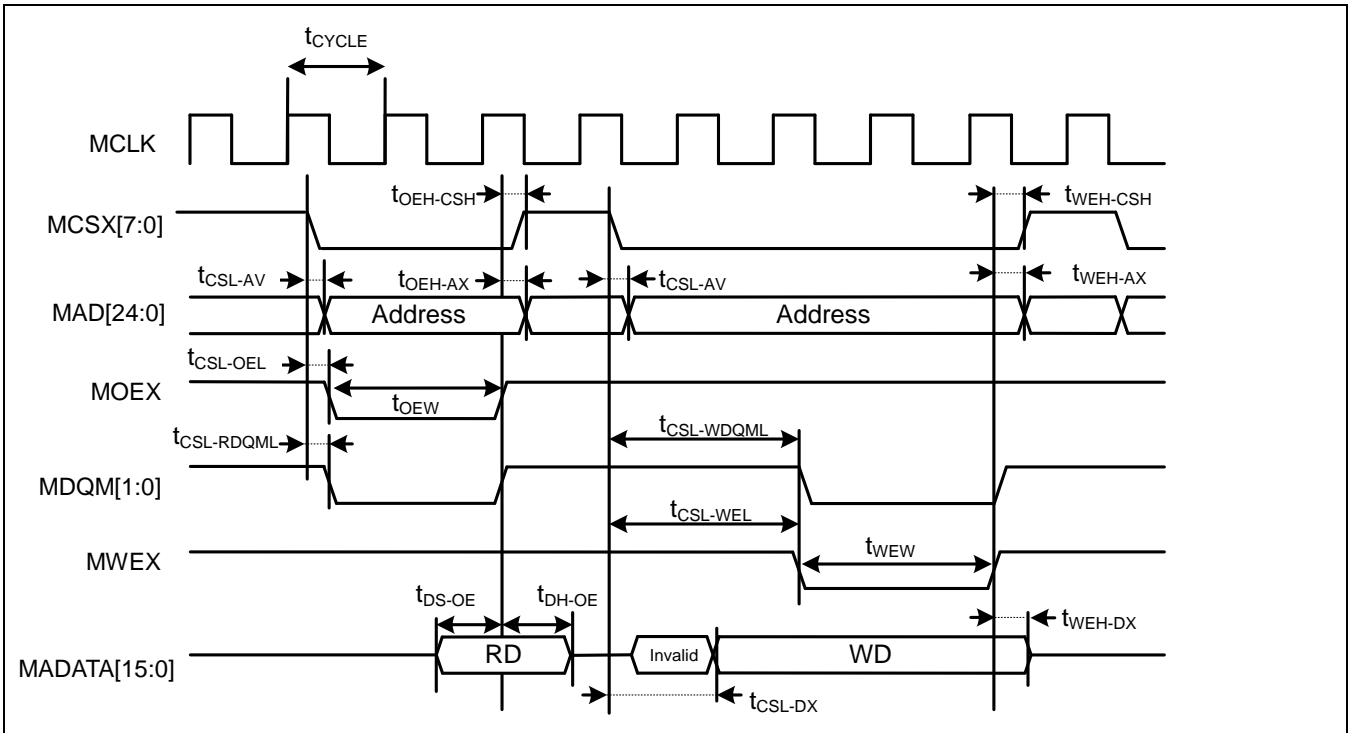 tCYCLE
MCLK
tOEH-CSH
tWEH-CSH
MCSX[7:0]
tCSL-AV
tOEH-AX
tCSL-AV
tWEH-AX
MAD[24:0]
Address
Address
tCSL-OEL
MOEX
tOEW
tCSL-RDQML
tCSL-WDQML
MDQM[1:0]
tCSL-WEL
MWEX
tWEW
tDS-OE
tDH-OE
tWEH-DX
MADATA[15:0]
RD
Invalid
WD
tCSL-DX